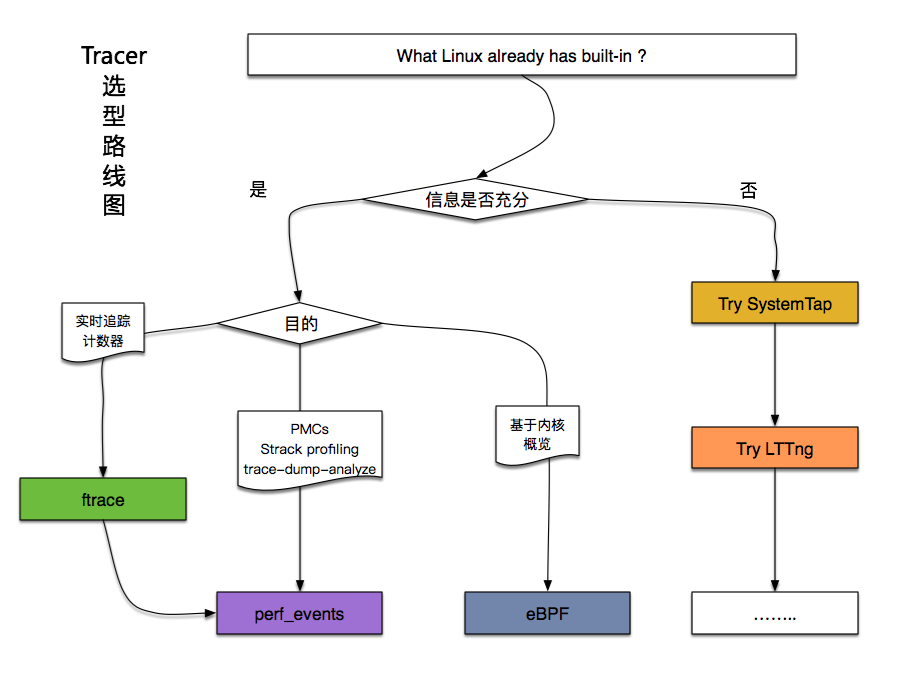 Tracer
选
型
路
线
图
What Linux already has built-in ?
是
信息是否充分
否
实时追踪
计数器
目的
Try SystemTap
PMCs
Strack profiling
trace-dump-analyze
基于内核
概览
Try LTTng
ftrace
perf_events
eBPF
........